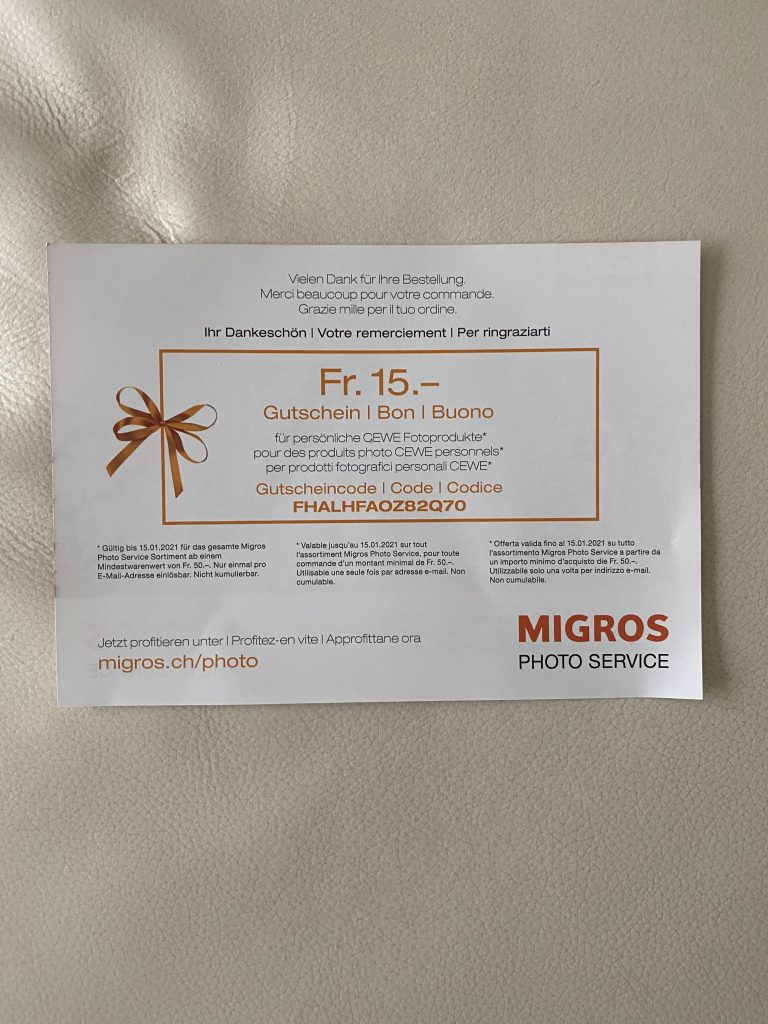 Vielen Dank für Ihre Bestellung.
Merci beaucoup pour votre commande.
Grazie mille per il tuo ordine.
Ihr Dankeschön | Votre remerciement | Per ringraziarti
Fr. 15.–
Gutschein | Bon | Buono
für persönliche CEWE Fotoprodukte*
pour des produits photo CEWE personnels*
per prodotti fotografici personali CEWE*
Gutscheincode | Code | Codice
FHALHFAOZ82Q70
* Gültig bis 15.01.2021 für das gesamte Migros
Photo Service Sortiment ab einem
Mindestwarenwert von Fr. 50.–. Nur einmal pro
E-Mail-Adresse einlösbar. Nicht kumulierbar.
* Valable jusqu'au 15.01.2021 sur tout
l'assortiment Migros Photo Service, pour toute
commande d'un montant minimal de Fr. 50.–.
Utilisable une seule fois par adresse e-mail. Non
cumulable.
* Offerta valida fino al 15.01.2021 su tutto
l'assortimento Migros Photo Service a partire da
un importo minimo d'acquisto die Fr. 50.–.
Utilizzabile solo una volta per indirizzo e-mail.
Non cumulabile.
Jetzt profitieren unter | Profitez-en vite | Approfittane ora
migros.ch/photo
MIGROS
PHOTO SERVICE